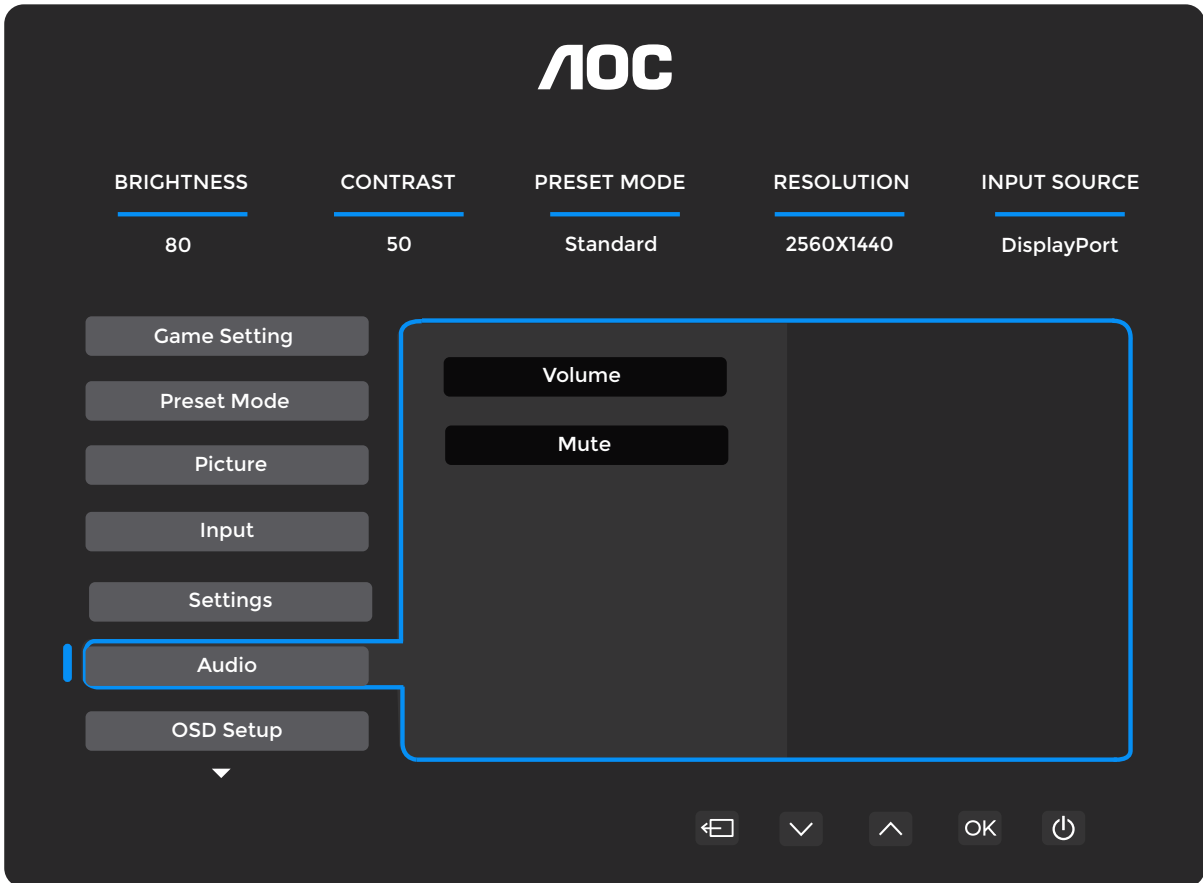 AOC
BRIGHTNESS CONTRAST PRESET MODE RESOLUTION INPUT SOURCE
80 50 Standard 2560X1440 DisplayPort
Game Setting
Volume
Preset Mode
Mute
Picture
Input
Settings
Audio
OSD Setup
OK